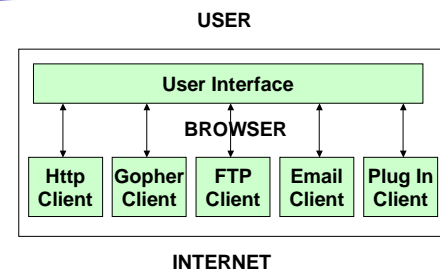 USER
User Interface
BROWSER
Http Gopher FTP Email Plug In
Client Client Client Client Client
INTERNET